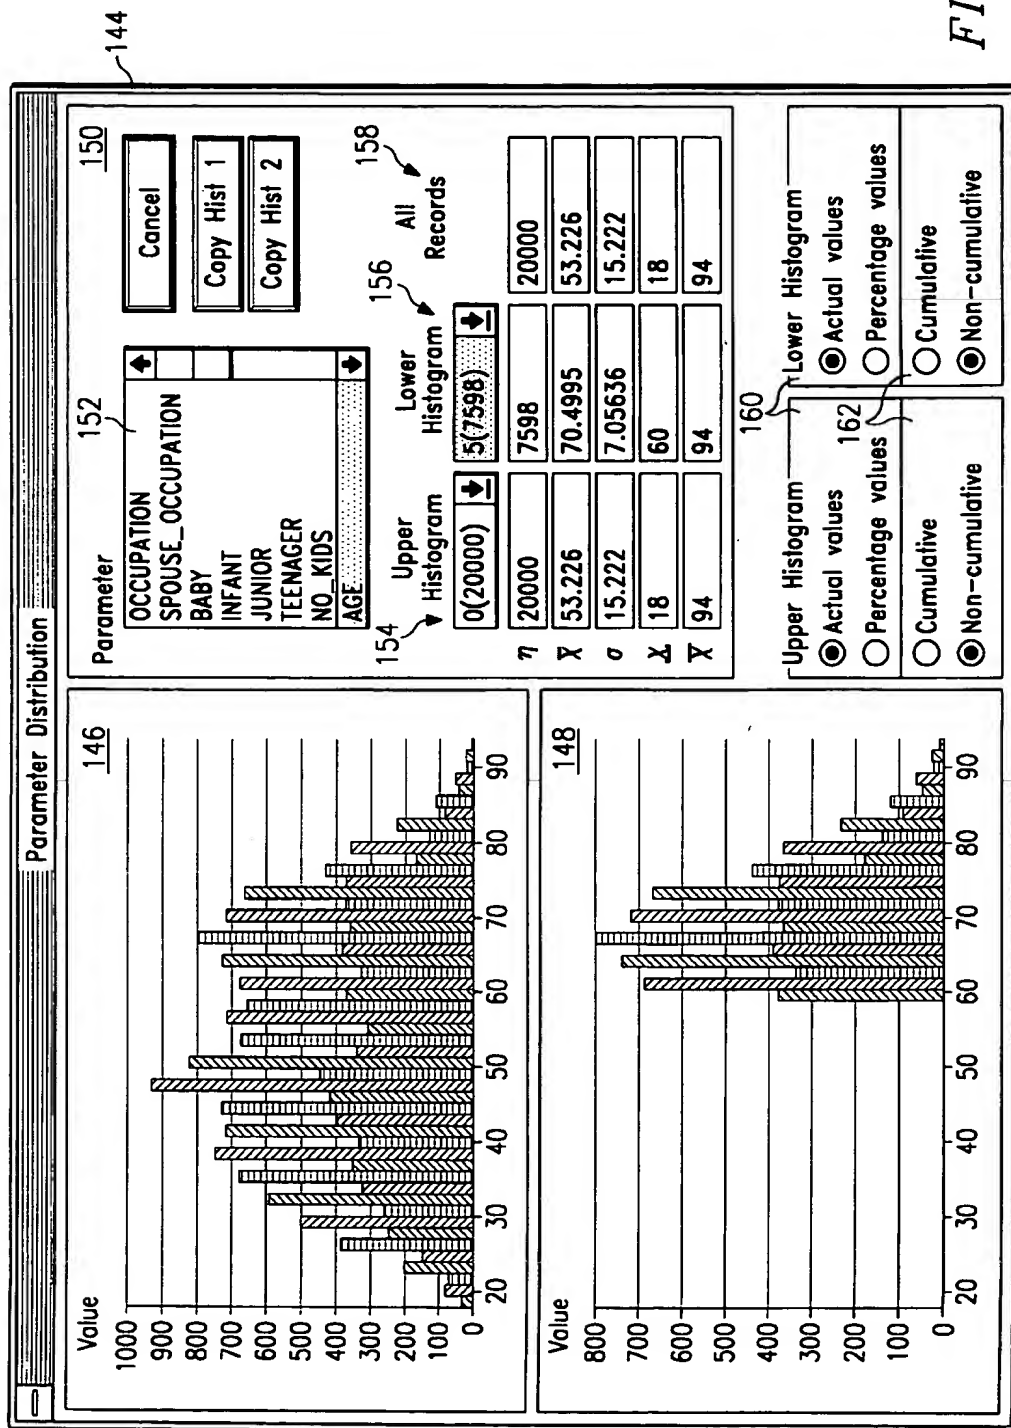 144
Parameter Distribution
Value
146
1000
900
800
700
600
500
400
300
200
100
0
20 30 40 50 60 70 80 90
Value
148
800
700
600
500
400
300
200
100
0
20 30 40 50 60 70 80 90
150
Parameter
152
OCCUPATION
SPOUSE_OCCUPATION
BABY
INFANT
JUNIOR
TEENAGER
NO_KIDS
AGE
Cancel
Copy Hist 1
Copy Hist 2
154
Upper Histogram
156
Lower Histogram
158
All Records
0(20000) 5(7598)
η 20000 7598 20000
X̅ 53.226 70.4995 53.226
σ 15.222 7.05636 15.222
X̲ 18 60 18
X̅ 94 94 94
160
Upper Histogram
Actual values
Percentage values
162
Cumulative
Non-cumulative
Lower Histogram
Actual values
Percentage values
Cumulative
Non-cumulative